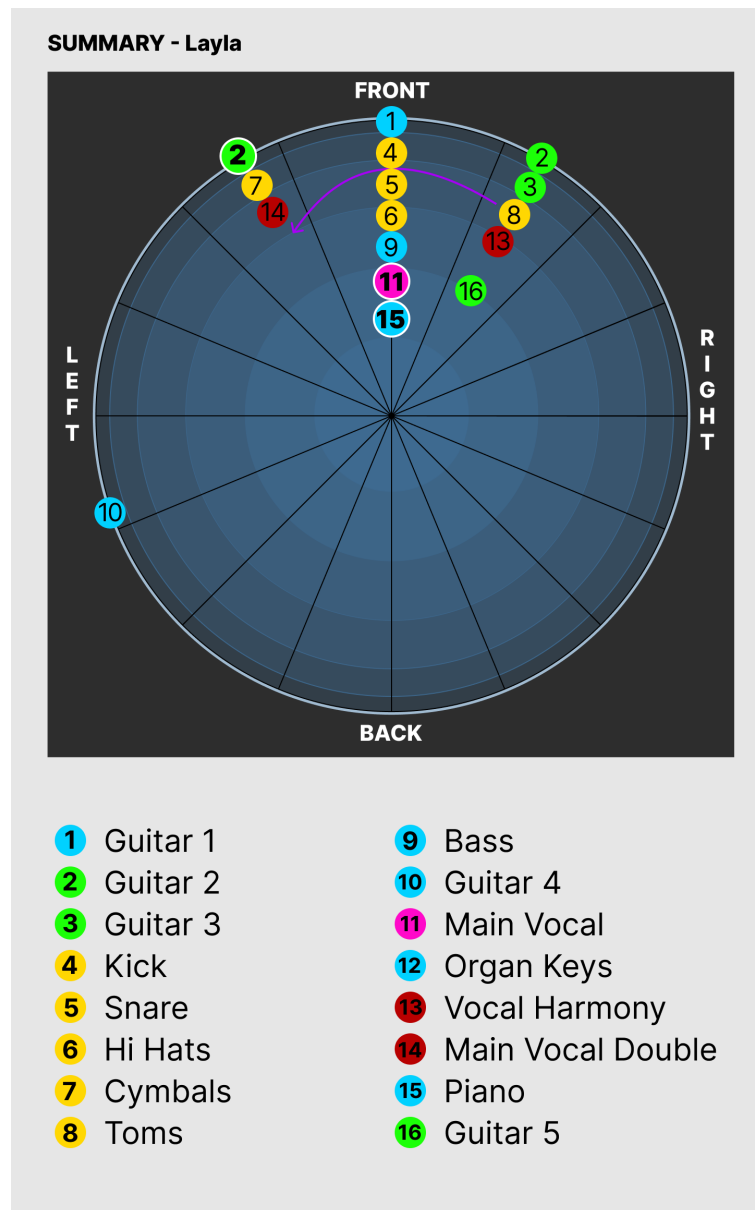 SUMMARY - Layla
FRONT
1
2
4
2
7
5
3
14
6
8
9
13
11
16
15
LEFT
RIGHT
10
BACK
1 Guitar 1
2 Guitar 2
3 Guitar 3
4 Kick
5 Snare
6 Hi Hats
7 Cymbals
8 Toms
9 Bass
10 Guitar 4
11 Main Vocal
12 Organ Keys
13 Vocal Harmony
14 Main Vocal Double
15 Piano
16 Guitar 5